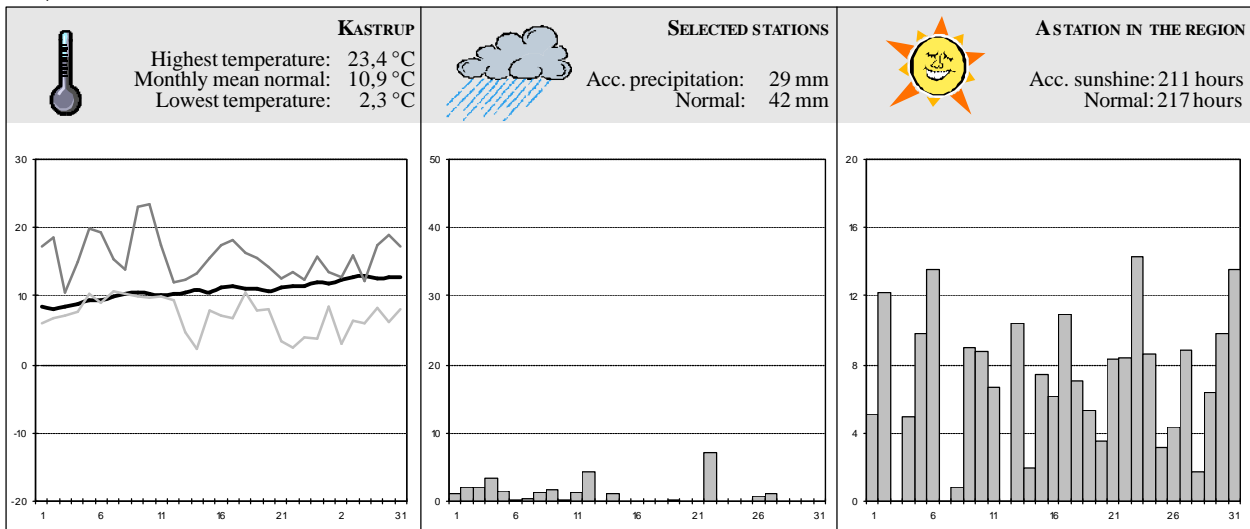 KASTRUP
Highest temperature: 23,4 °C
Monthly mean normal: 10,9 °C
Lowest temperature: 2,3 °C
SELECTED STATIONS
Acc. precipitation: 29 mm
Normal: 42 mm
A STATION IN THE REGION
Acc. sunshine: 211 hours
Normal: 217 hours
30
20
10
0
-10
-20
1 6 11 16 21 2 31
50
40
30
20
10
0
1 6 11 16 21 26 31
20
16
12
8
4
0
1 6 11 16 21 26 31